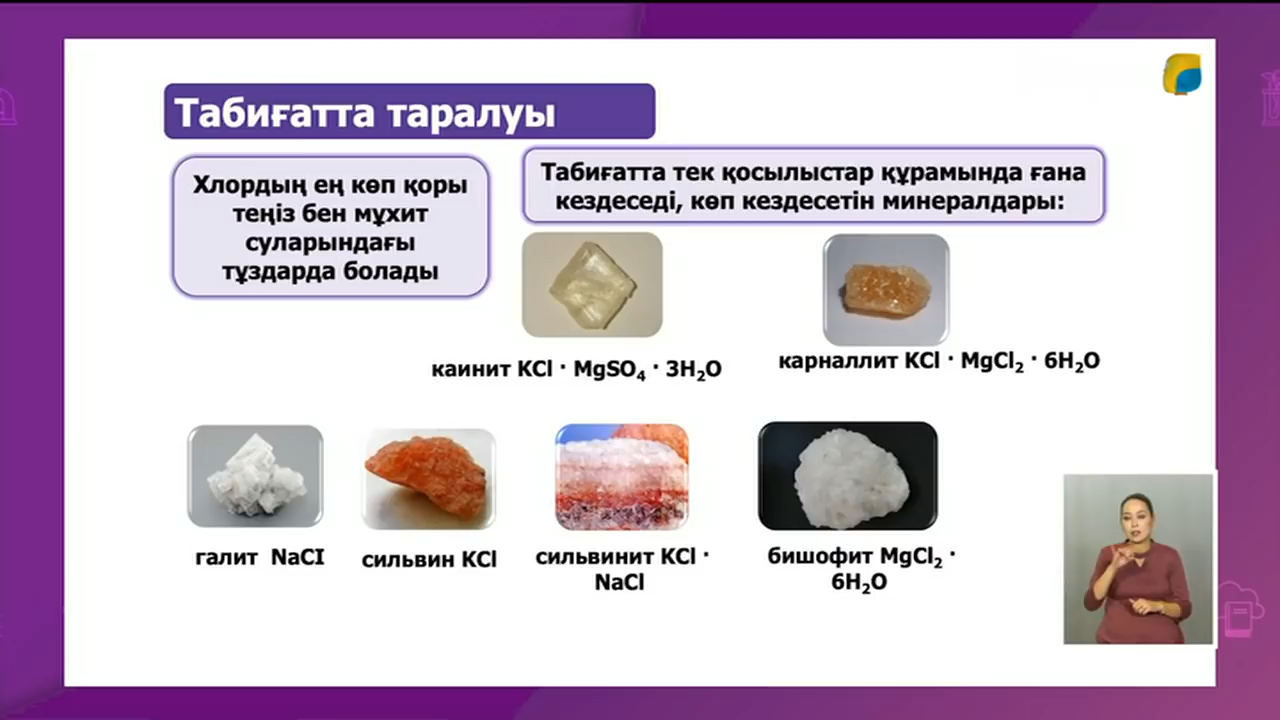 Табиғатта таралуы
Хлордың ең көп қоры
теңіз бен мұхит
суларындағы
тұздарда болады
Табиғатта тек қосылыстар құрамында ғана
кездеседі, көп кездесетін минералдары:
каинит KCl · MgSO₄ · 3H₂O
карналлит KCl · MgCl₂ · 6H₂O
галит NaCI
сильвин KCl
сильвинит KCl ·
NaCl
бишофит MgCl₂ ·
6H₂O